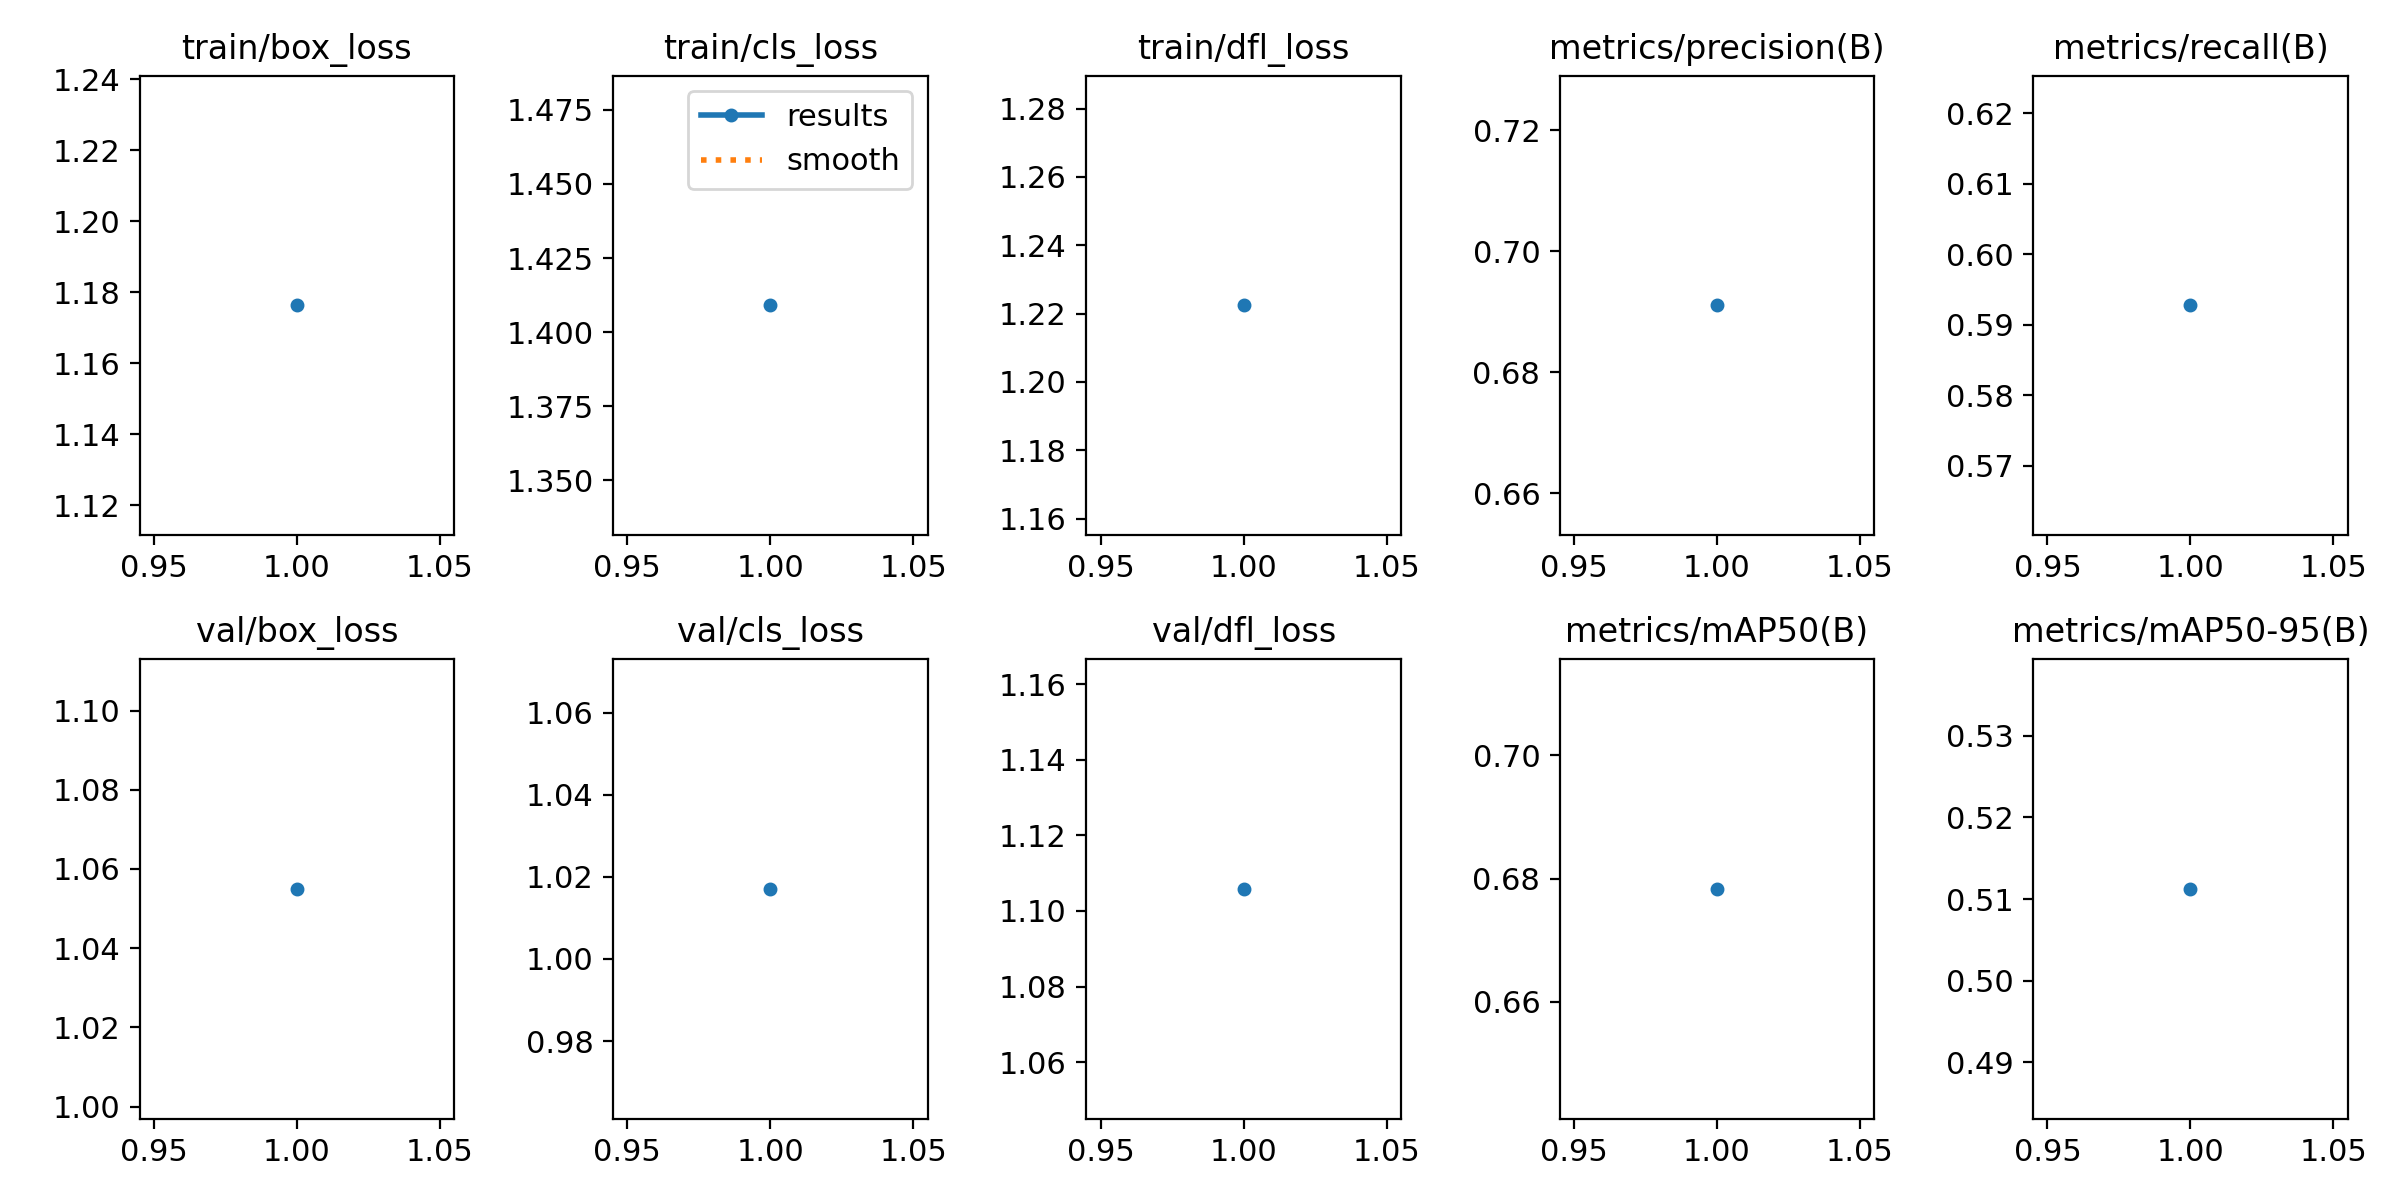 train/box_loss
1.24
1.22
1.20
1.18
1.16
1.14
1.12
0.95 1.00 1.05
train/cls_loss
results
smooth
1.475
1.450
1.425
1.400
1.375
1.350
0.95 1.00 1.05
train/dfl_loss
1.28
1.26
1.24
1.22
1.20
1.18
1.16
0.95 1.00 1.05
metrics/precision(B)
0.72
0.70
0.68
0.66
0.95 1.00 1.05
metrics/recall(B)
0.62
0.61
0.60
0.59
0.58
0.57
0.95 1.00 1.05
val/box_loss
1.10
1.08
1.06
1.04
1.02
1.00
0.95 1.00 1.05
val/cls_loss
1.06
1.04
1.02
1.00
0.98
0.95 1.00 1.05
val/dfl_loss
1.16
1.14
1.12
1.10
1.08
1.06
0.95 1.00 1.05
metrics/mAP50(B)
0.70
0.68
0.66
0.95 1.00 1.05
metrics/mAP50-95(B)
0.53
0.52
0.51
0.50
0.49
0.95 1.00 1.05